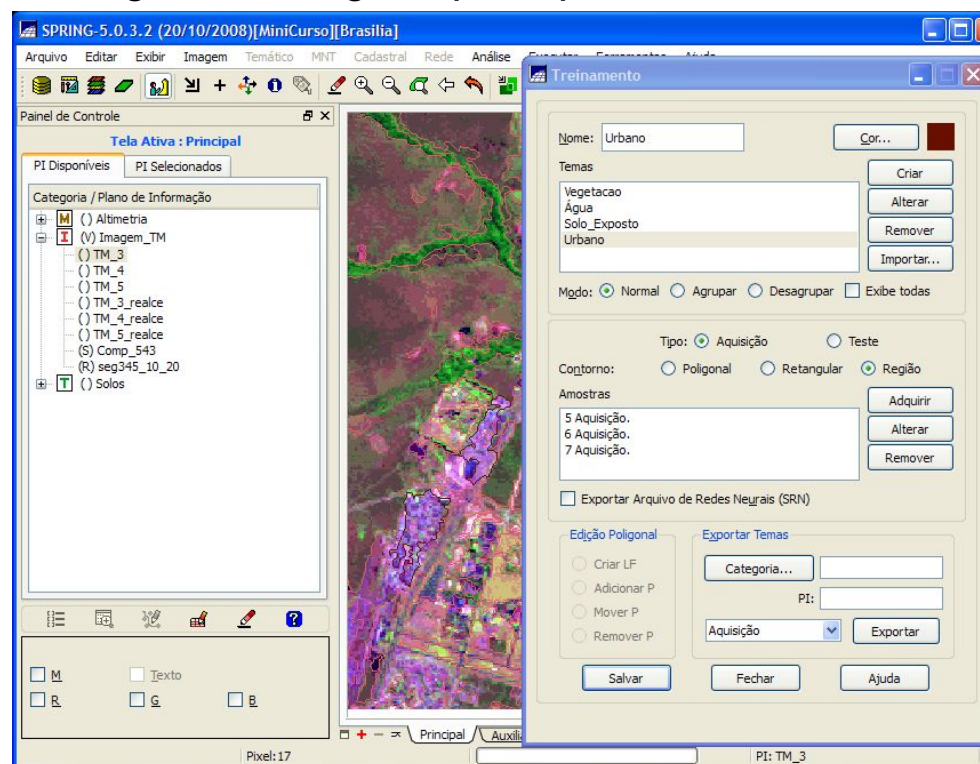 SPRING-5.0.3.2 (20/10/2008)[MiniCurso][Brasilia]
Arquivo Editar Exibir Imagem Temático MNT Cadastral Rede Análise
Painel de Controle
Tela Ativa : Principal
PI Disponíveis PI Selecionados
Categoria / Plano de Informação
M () Altimetria
I (V) Imagem_TM
() TM_3
() TM_4
() TM_5
() TM_3_realce
() TM_4_realce
() TM_5_realce
(S) Comp_543
(R) seg345_10_20
T () Solos
M Texto
R G B
Principal Auxili
Pixel:17
PI: TM_3
Treinamento
Nome: Urbano Cor...
Temas
Vegetacao
Água
Solo_Exposto
Urbano
Criar
Alterar
Remover
Importar...
Modo: Normal Agrupar Desagrupar Exibe todas
Tipo: Aquisição Teste
Contorno: Poligonal Retangular Região
Amostras
5 Aquisição.
6 Aquisição.
7 Aquisição.
Adquirir
Alterar
Remover
Exportar Arquivo de Redes Neurais (SRN)
Edição Poligonal
Criar LF
Adicionar P
Mover P
Remover P
Exportar Temas
Categoria...
PI:
Aquisição Exportar
Salvar Fechar Ajuda